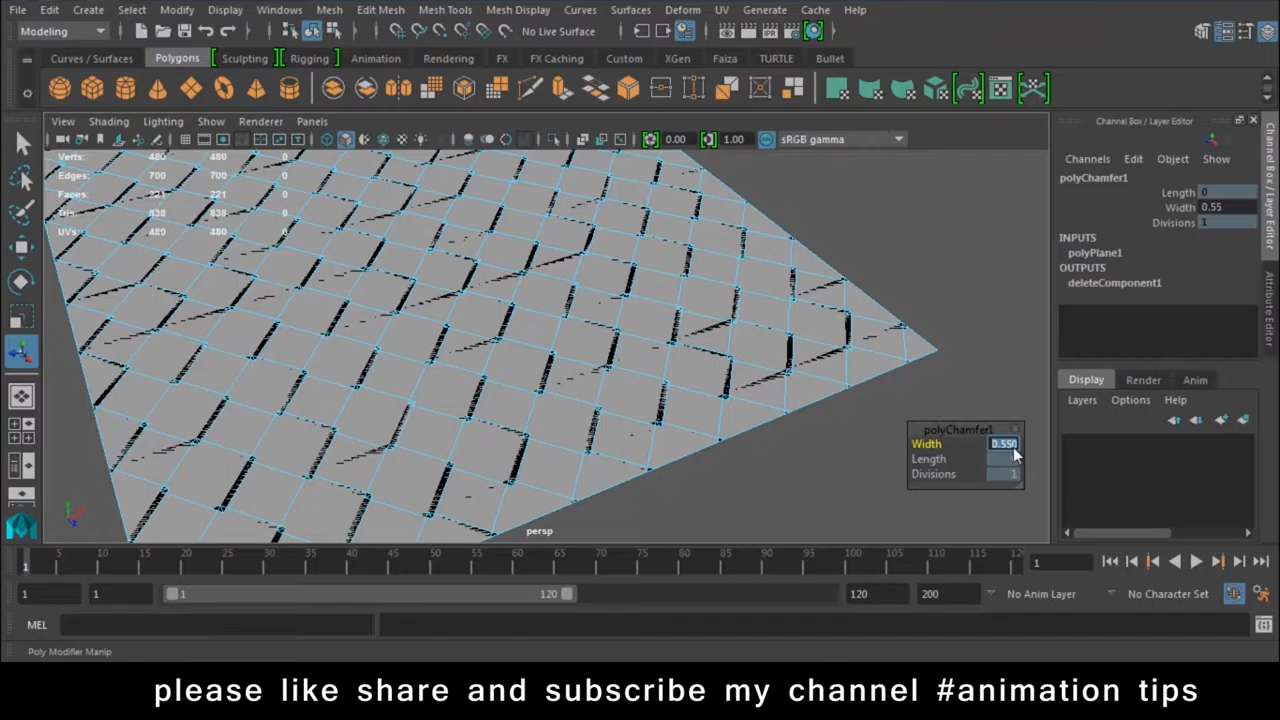 File Edit Create Select Modify Display Windows Mesh Edit Mesh Mesh Tools Mesh Display Curves Surfaces Deform UV Generate Cache Help
Modeling No Live Surface
Curves / Surfaces Polygons Sculpting Rigging Animation Rendering FX FX Caching Custom XGen Faiza TURTLE Bullet
View Shading Lighting Show Renderer Panels
0.00 1.00 sRGB gamma
Verts: 480 480 0
Edges: 700 700 0
Faces: 221 221 0
Tris: 838 838 0
UVs: 489 480 0
persp
polyChamfer1
Width 0.550
Length
Divisions 1
Channel Box / Layer Editor
Channels Edit Object Show
polyChamfer1
Length 0
Width 0.55
Divisions 1
INPUTS
polyPlane1
OUTPUTS
deleteComponent1
Display Render Anim
Layers Options Help
Channel Box / Layer Editor
Attribute Editor
5 10 15 20 25 30 35 40 45 50 55 60 65 70 75 80 85 90 95 100 105 110 115 12
1 1
1 1 1 120 120 200 No Anim Layer No Character Set
MEL
Poly Modifier Manip
please like share and subscribe my channel #animation tips